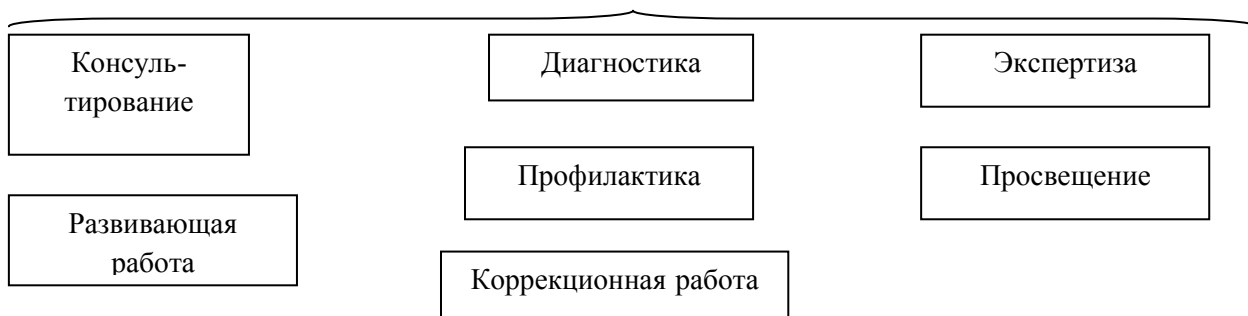 Консуль-
тирование
Диагностика
Экспертиза
Профилактика
Просвещение
Развивающая
работа
Коррекционная работа